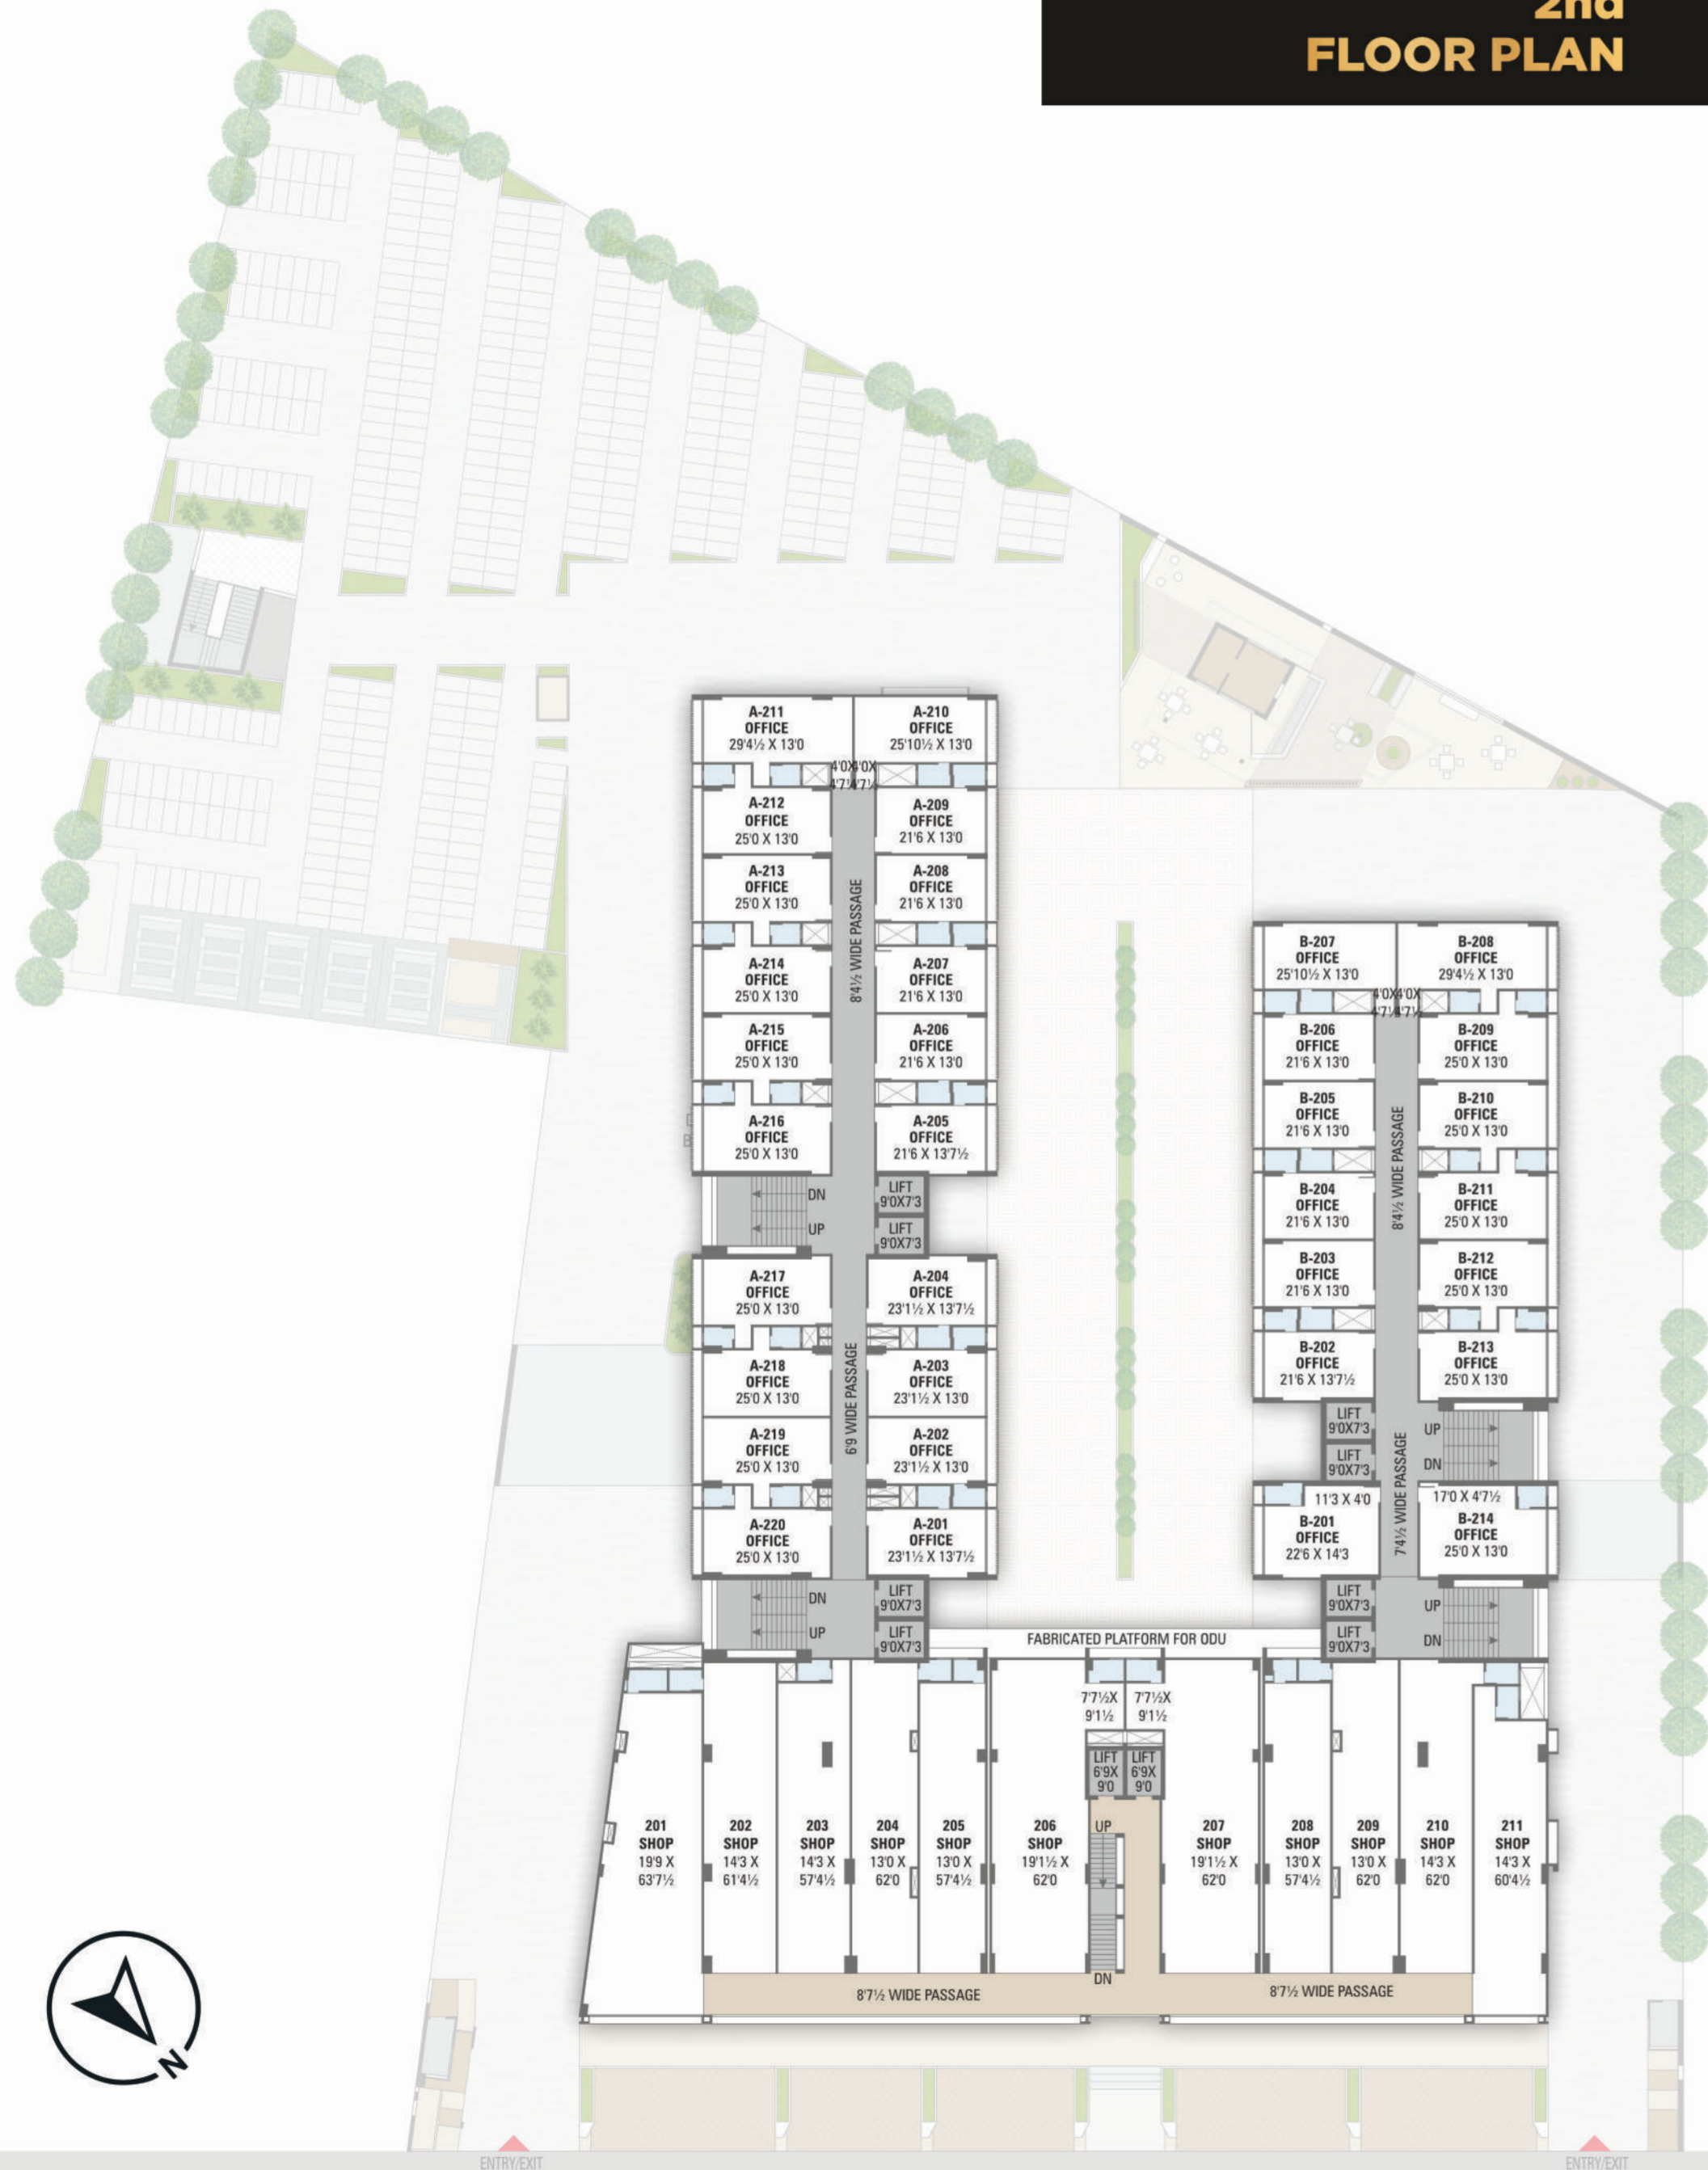 2nd
FLOOR PLAN
A-211
OFFICE
29'4½ X 13'0
A-210
OFFICE
25'10½ X 13'0
4'0X
4'7½
4'0X
4'7½
A-212
OFFICE
25'0 X 13'0
A-209
OFFICE
21'6 X 13'0
A-213
OFFICE
25'0 X 13'0
A-208
OFFICE
21'6 X 13'0
8'4½ WIDE PASSAGE
A-214
OFFICE
25'0 X 13'0
A-207
OFFICE
21'6 X 13'0
A-215
OFFICE
25'0 X 13'0
A-206
OFFICE
21'6 X 13'0
A-216
OFFICE
25'0 X 13'0
A-205
OFFICE
21'6 X 13'7½
DN
UP
LIFT
9'0X7'3
LIFT
9'0X7'3
A-217
OFFICE
25'0 X 13'0
A-204
OFFICE
23'1½ X 13'7½
6'9 WIDE PASSAGE
A-218
OFFICE
25'0 X 13'0
A-203
OFFICE
23'1½ X 13'0
A-219
OFFICE
25'0 X 13'0
A-202
OFFICE
23'1½ X 13'0
A-220
OFFICE
25'0 X 13'0
A-201
OFFICE
23'1½ X 13'7½
DN
UP
LIFT
9'0X7'3
LIFT
9'0X7'3
B-207
OFFICE
25'10½ X 13'0
B-208
OFFICE
29'4½ X 13'0
4'0X
4'7½
4'0X
4'7½
B-206
OFFICE
21'6 X 13'0
B-209
OFFICE
25'0 X 13'0
B-205
OFFICE
21'6 X 13'0
B-210
OFFICE
25'0 X 13'0
8'4½ WIDE PASSAGE
B-204
OFFICE
21'6 X 13'0
B-211
OFFICE
25'0 X 13'0
B-203
OFFICE
21'6 X 13'0
B-212
OFFICE
25'0 X 13'0
B-202
OFFICE
21'6 X 13'7½
B-213
OFFICE
25'0 X 13'0
LIFT
9'0X7'3
LIFT
9'0X7'3
UP
DN
7'4½ WIDE PASSAGE
11'3 X 4'0
B-201
OFFICE
22'6 X 14'3
17'0 X 4'7½
B-214
OFFICE
25'0 X 13'0
LIFT
9'0X7'3
LIFT
9'0X7'3
UP
DN
FABRICATED PLATFORM FOR ODU
7'7½X
9'1½
7'7½X
9'1½
LIFT
6'9X
9'0
LIFT
6'9X
9'0
201
SHOP
19'9 X
63'7½
202
SHOP
14'3 X
61'4½
203
SHOP
14'3 X
57'4½
204
SHOP
13'0 X
62'0
205
SHOP
13'0 X
57'4½
206
SHOP
19'1½ X
62'0
UP
DN
207
SHOP
19'1½ X
62'0
208
SHOP
13'0 X
57'4½
209
SHOP
13'0 X
62'0
210
SHOP
14'3 X
62'0
211
SHOP
14'3 X
60'4½
8'7½ WIDE PASSAGE
8'7½ WIDE PASSAGE
N
ENTRY/EXIT
ENTRY/EXIT